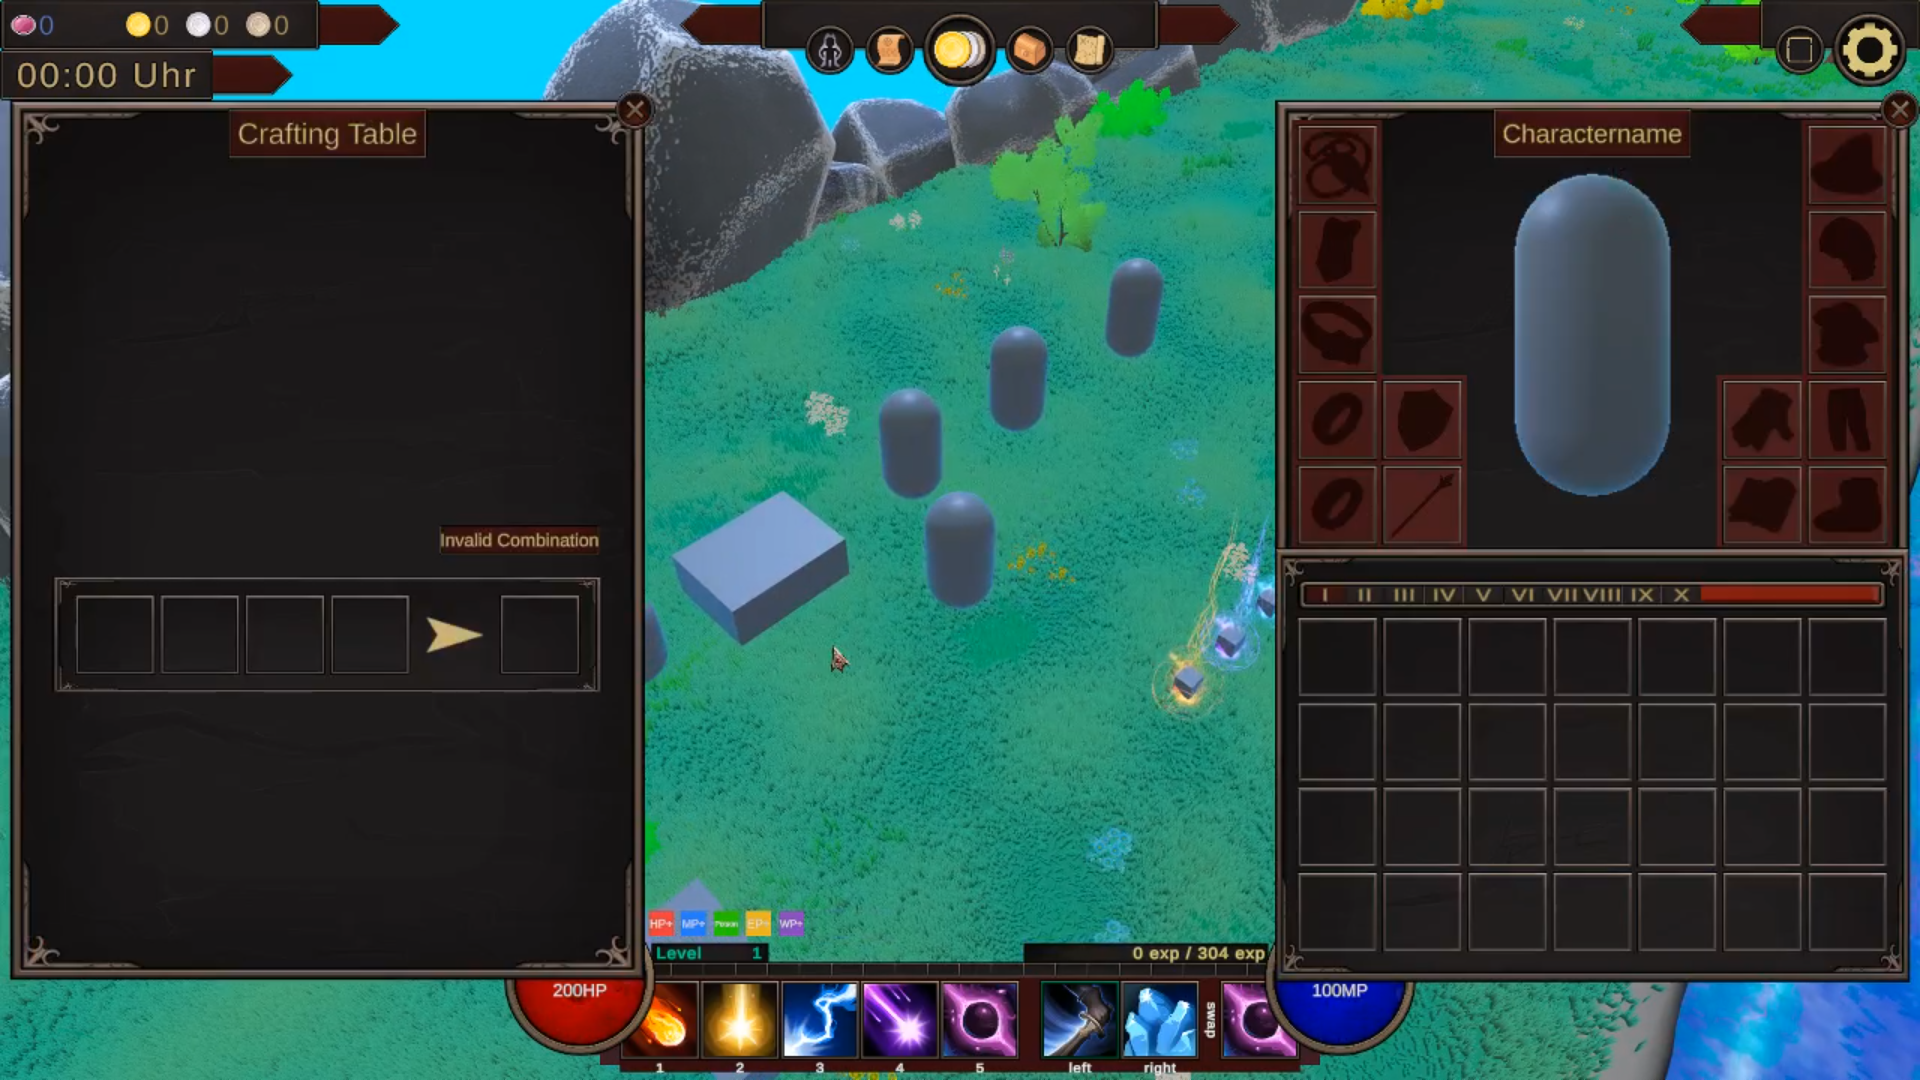 0 0 0 0
00:00 Uhr
Crafting Table
Charactername
Invalid Combination
I II III IV V VI VII VIII IX X
HP+ MP+ EP+ WP+
Level 1
0 exp / 304 exp
200HP
100MP
swap
1 2 3 4 5 left right